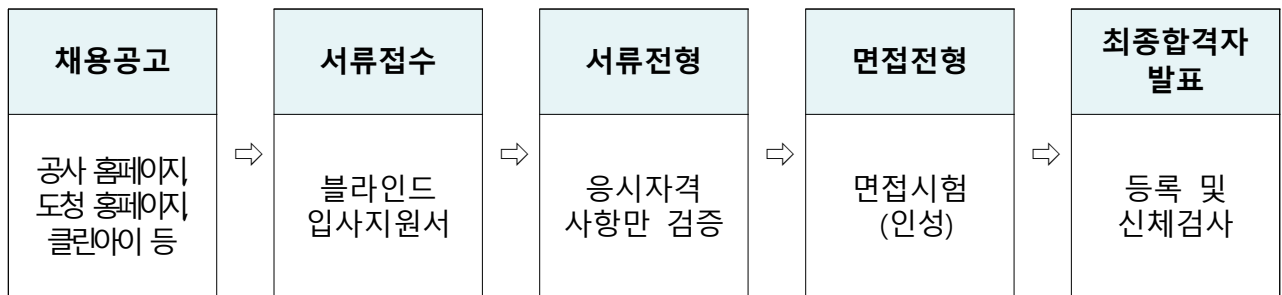 채용공고
공사 홈페이지,
도청 홍페이지,
클린아이 등
⇨
서류접수
블라인드
입사지원서
⇨
서류전형
응시자격
사항만 검증
⇨
면접전형
면접시험
(인성)
⇨
최종합격자
발표
등록 및
신체검사